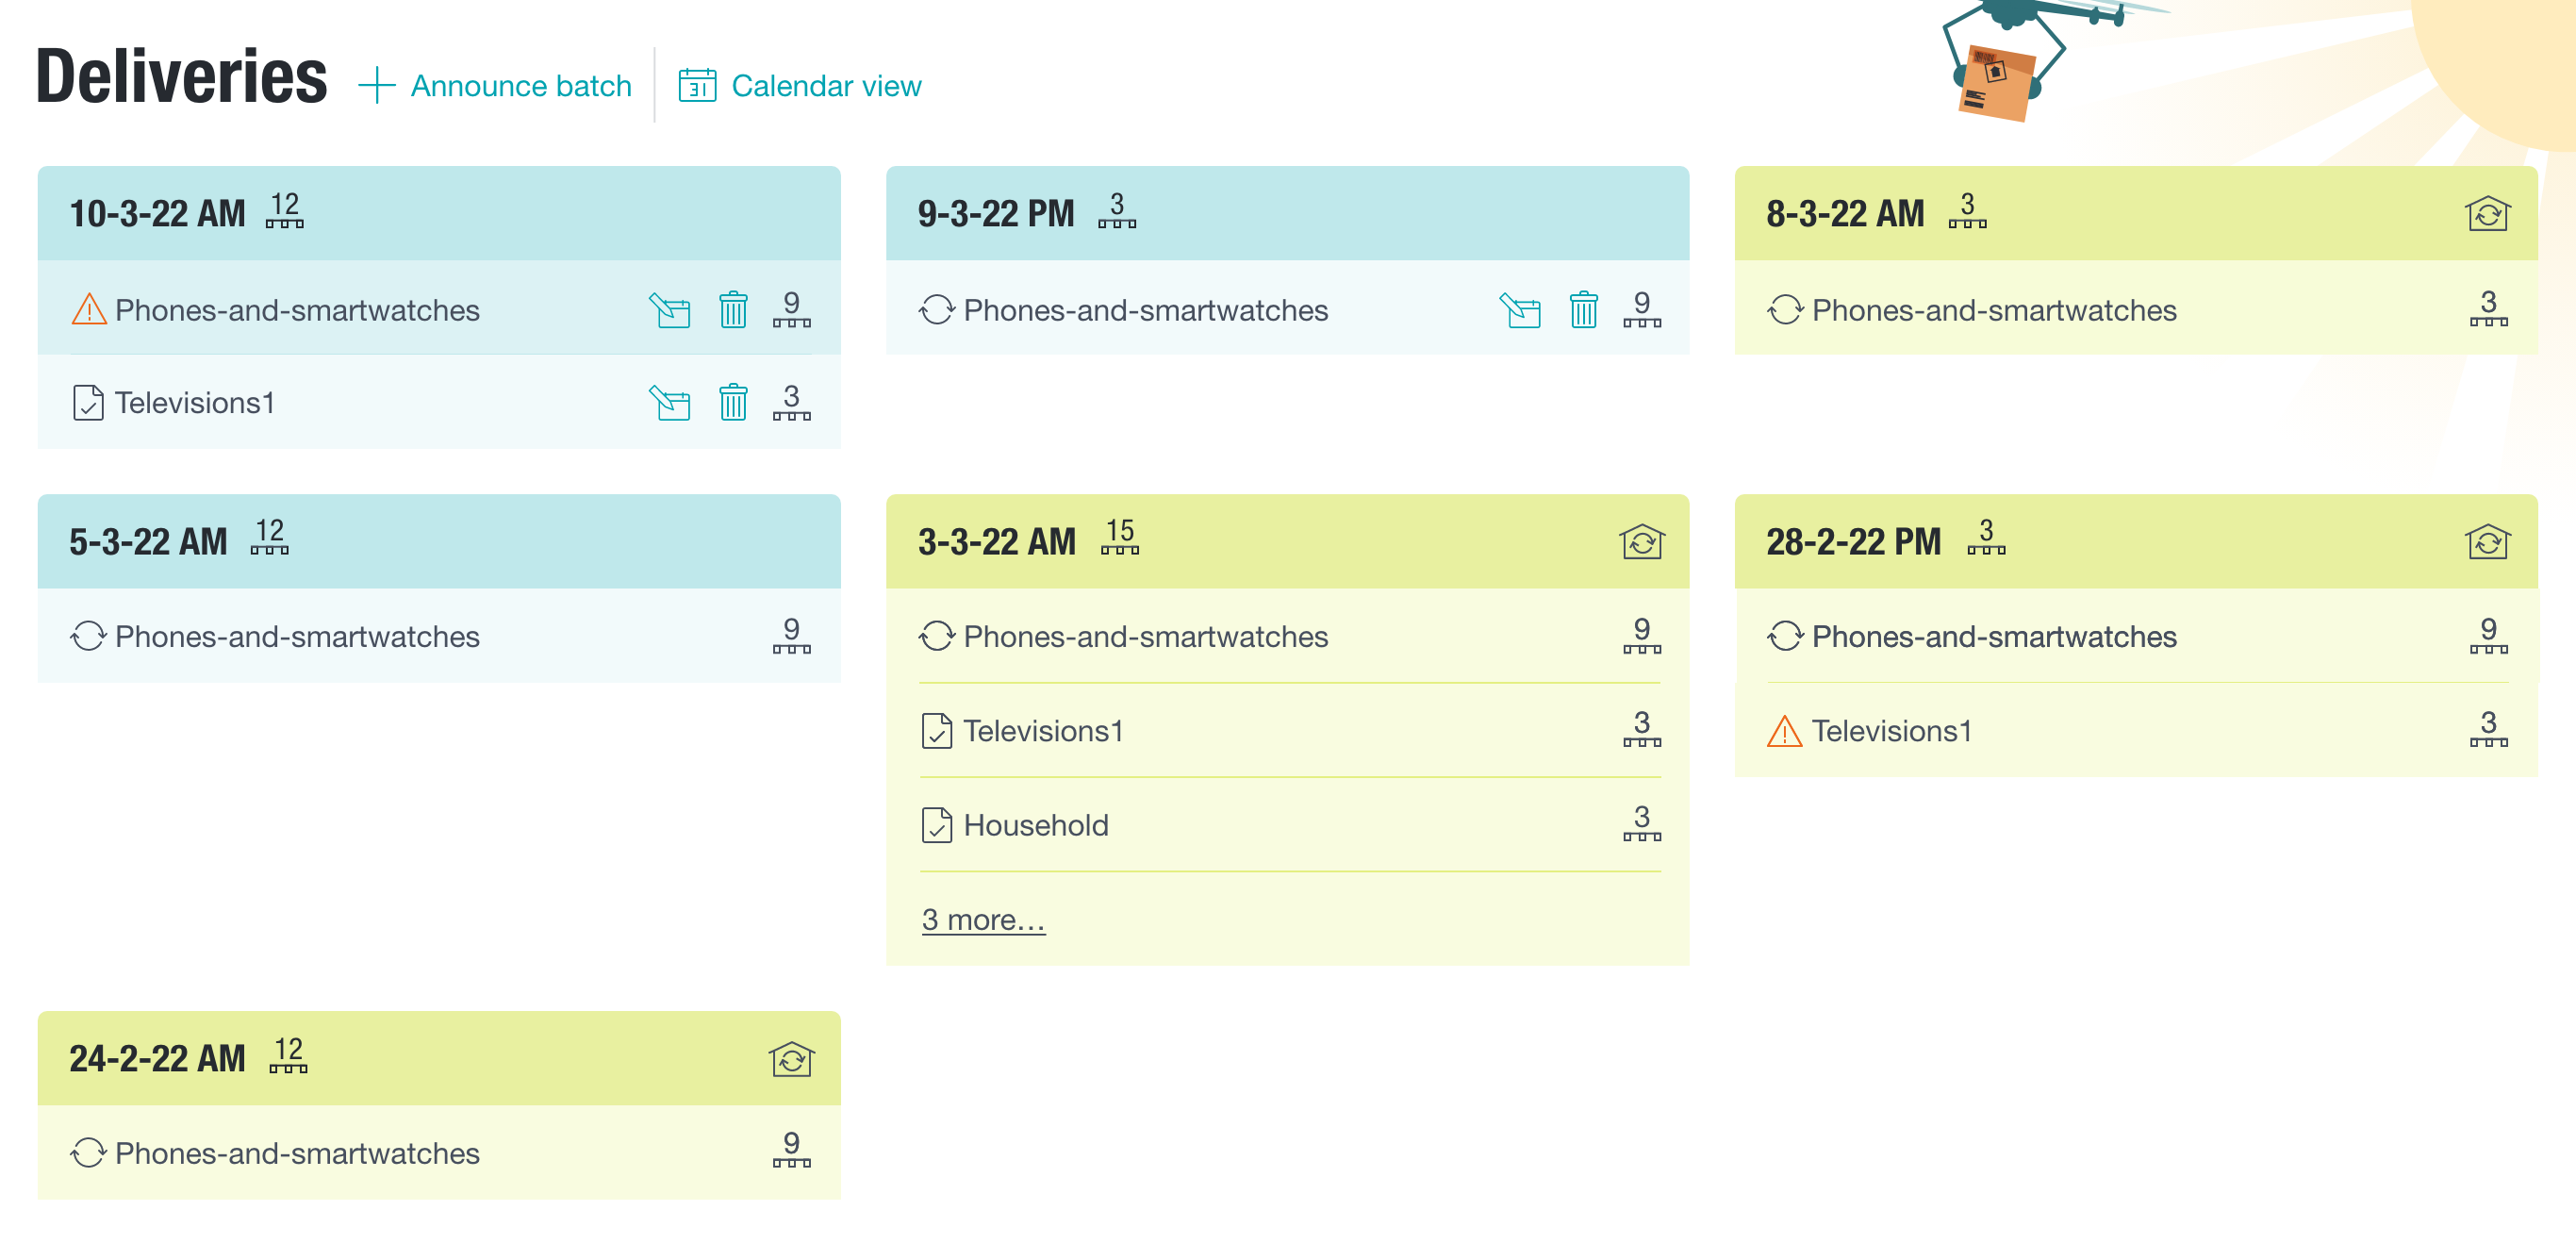 Deliveries
Announce batch
31 Calendar view
10-3-22 AM 12
Phones-and-smartwatches 9
Televisions1 3
9-3-22 PM 3
Phones-and-smartwatches 9
8-3-22 AM 3
Phones-and-smartwatches 3
5-3-22 AM 12
Phones-and-smartwatches 9
3-3-22 AM 15
Phones-and-smartwatches 9
Televisions1 3
Household 3
3 more...
28-2-22 PM 3
Phones-and-smartwatches 9
Televisions1 3
24-2-22 AM 12
Phones-and-smartwatches 9